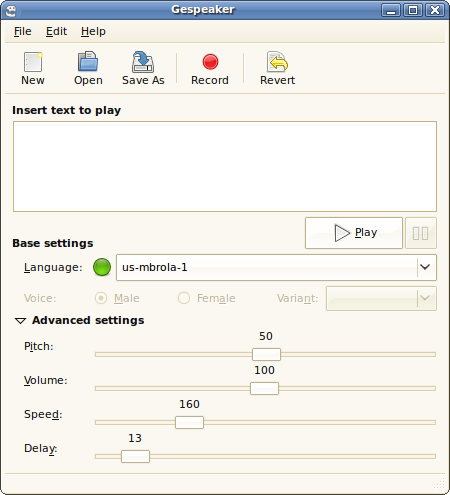 Gespeaker
File Edit Help
New Open Save As Record Revert
Insert text to play
Play
Base settings
Language: us-mbrola-1
Voice: Male Female Variant:
Advanced settings
50
Pitch:
100
Volume:
160
Speed:
13
Delay: